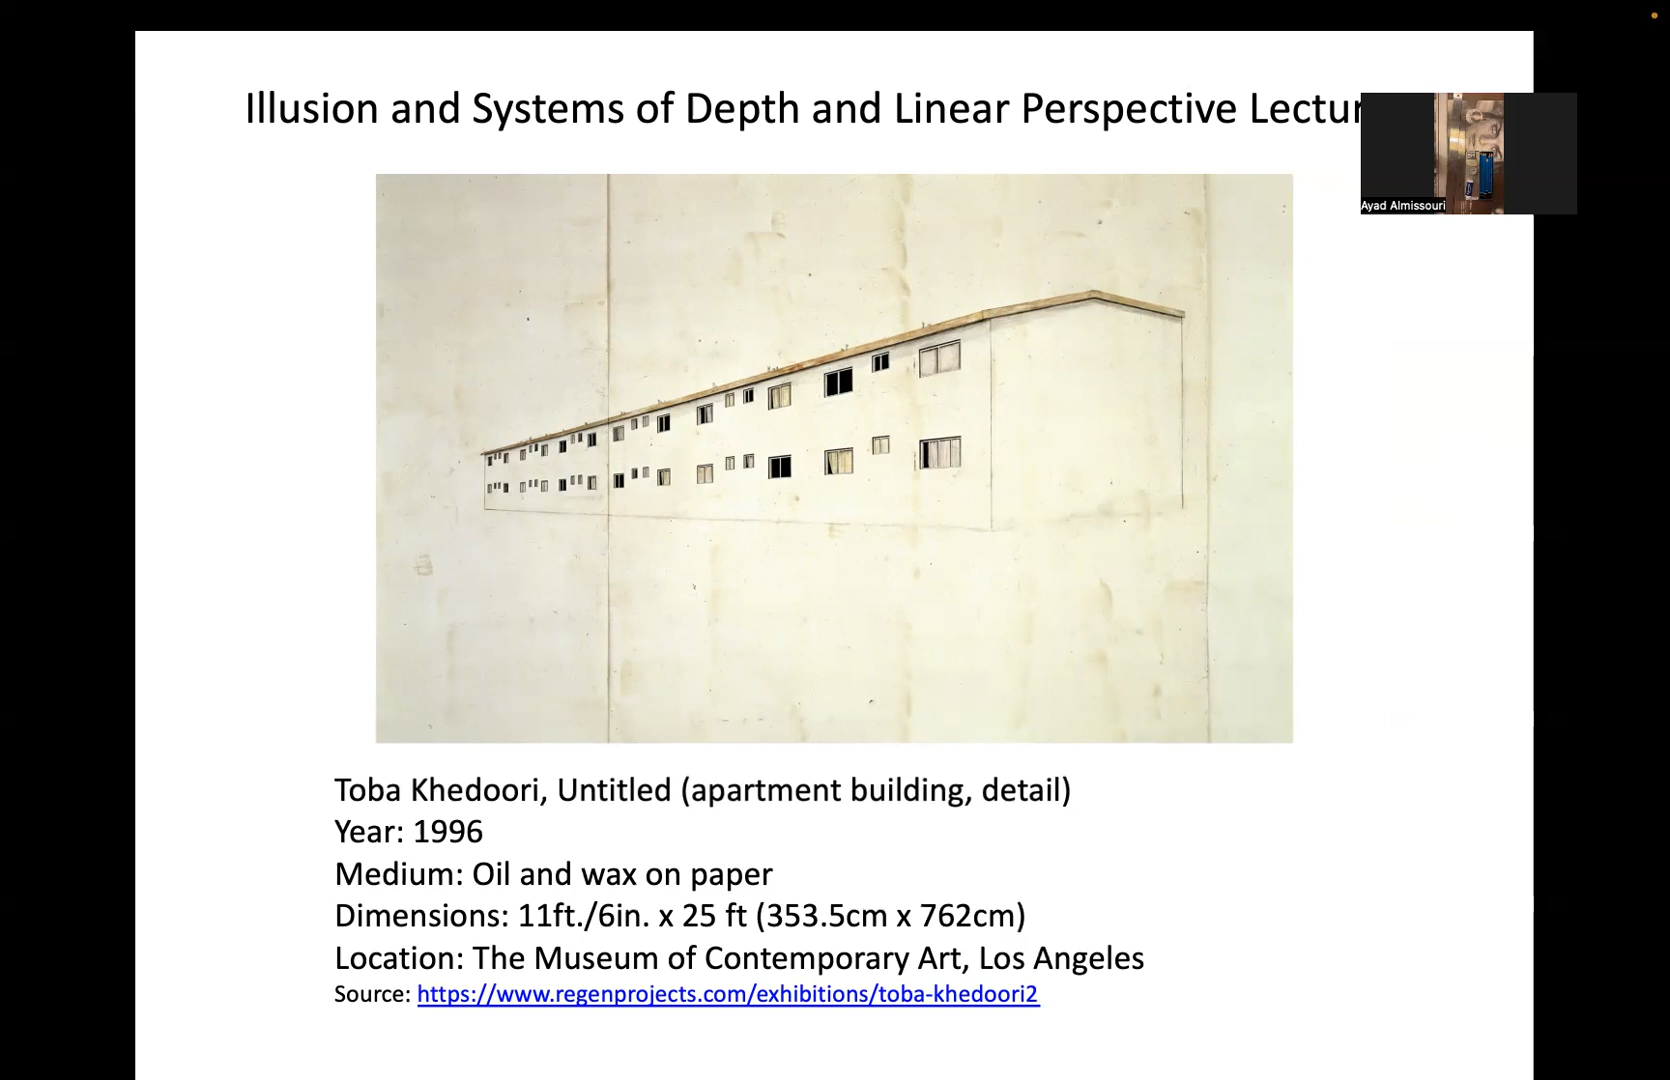 Illusion and Systems of Depth and Linear Perspective
Ayad Almissouri
Toba Khedoori, Untitled (apartment building, detail)
Year: 1996
Medium: Oil and wax on paper
Dimensions: 11ft./6in. x 25 ft (353.5cm x 762cm)
Location: The Museum of Contemporary Art, Los Angeles
Source: https://www.regenprojects.com/exhibitions/toba-khedoori2